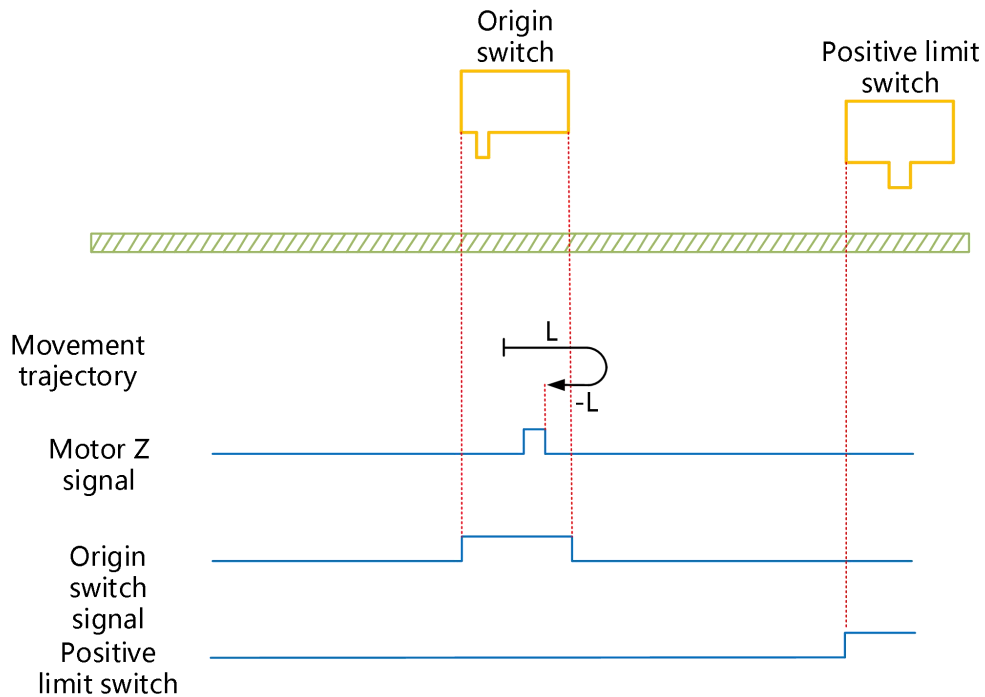 Origin
switch
Positive limit
switch
Movement
trajectory
L
-L
Motor Z
signal
Origin
switch
signal
Positive
limit switch